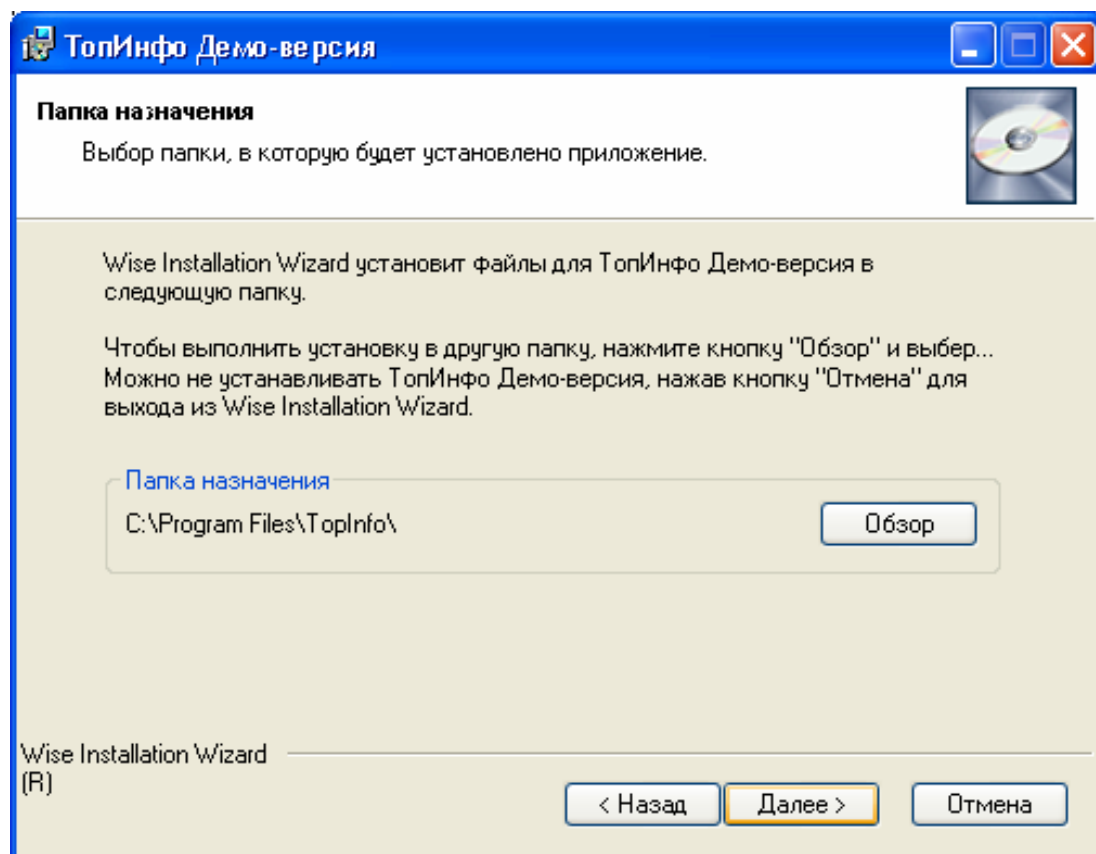 ТопИнфо Демо-версия
Папка назначения
Выбор папки, в которую будет установлено приложение.
Wise Installation Wizard установит файлы для ТопИнфо Демо-версия в
следующую папку.
Чтобы выполнить установку в другую папку, нажмите кнопку "Обзор" и выбер...
Можно не устанавливать ТопИнфо Демо-версия, нажав кнопку "Отмена" для
выхода из Wise Installation Wizard.
Папка назначения
C:\Program Files\TopInfo\
Обзор
Wise Installation Wizard
(R)
< Назад
Далее >
Отмена